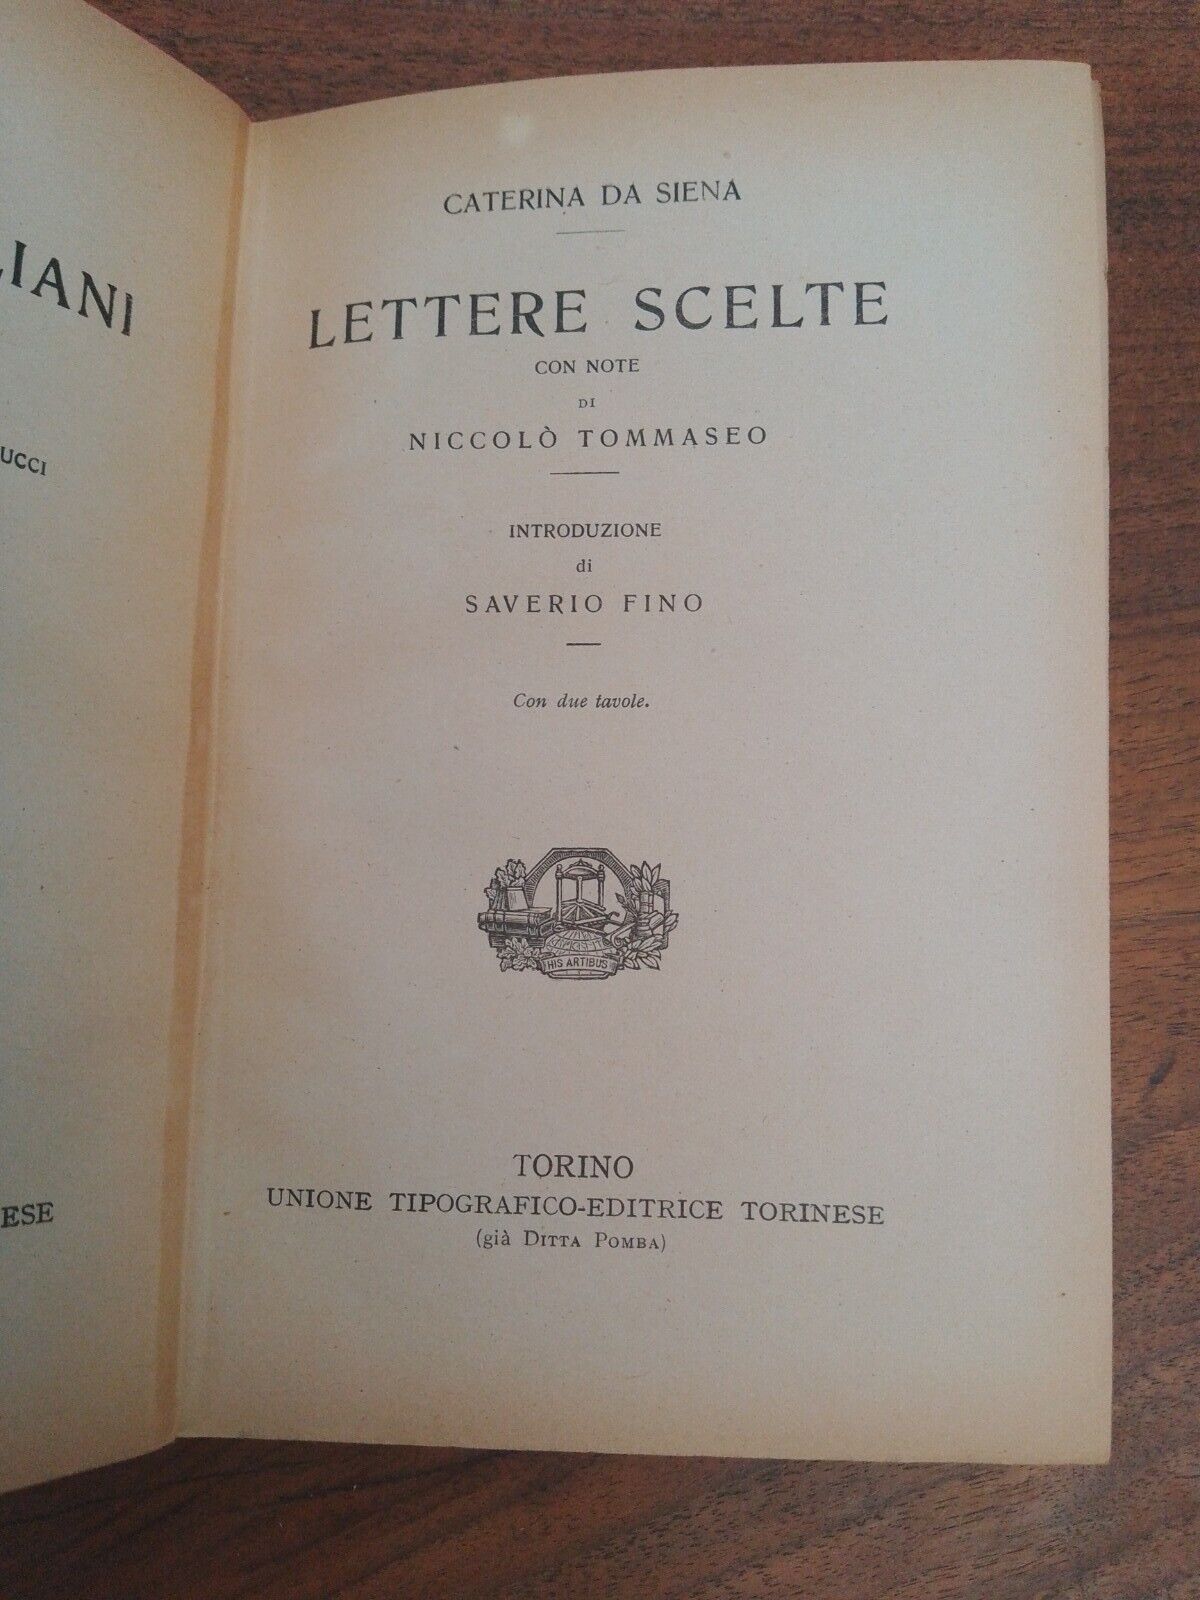 LIANI
UCCI
ESE
CATERINA DA SIENA
LETTERE SCELTE
CON NOTE
DI
NICCOLÒ TOMMASEO
INTRODUZIONE
di
SAVERIO FINO
Con due tavole.
HIS ARTIBUS
TORINO
UNIONE TIPOGRAFICO-EDITRICE TORINESE
(già DITTA POMBA)